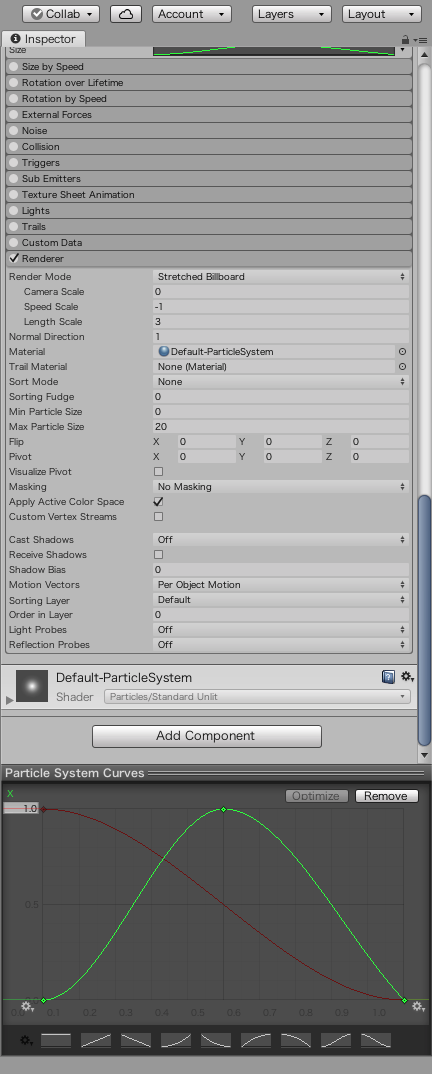 Collab Account Layers Layout
Inspector
Size
Size by Speed
Rotation over Lifetime
Rotation by Speed
External Forces
Noise
Collision
Triggers
Sub Emitters
Texture Sheet Animation
Lights
Trails
Custom Data
Renderer
Render Mode Stretched Billboard
Camera Scale 0
Speed Scale -1
Length Scale 3
Normal Direction 1
Material Default-ParticleSystem
Trail Material None (Material)
Sort Mode None
Sorting Fudge 0
Min Particle Size 0
Max Particle Size 20
Flip X 0 Y 0 Z 0
Pivot X 0 Y 0 Z 0
Visualize Pivot
Masking No Masking
Apply Active Color Space
Custom Vertex Streams
Cast Shadows Off
Receive Shadows
Shadow Bias 0
Motion Vectors Per Object Motion
Sorting Layer Default
Order in Layer 0
Light Probes Off
Reflection Probes Off
Default-ParticleSystem
Shader Particles/Standard Unlit
Add Component
Particle System Curves
X
Optimize Remove
1.0
0.5
0.0 0.1 0.2 0.3 0.4 0.5 0.6 0.7 0.8 0.9 1.0